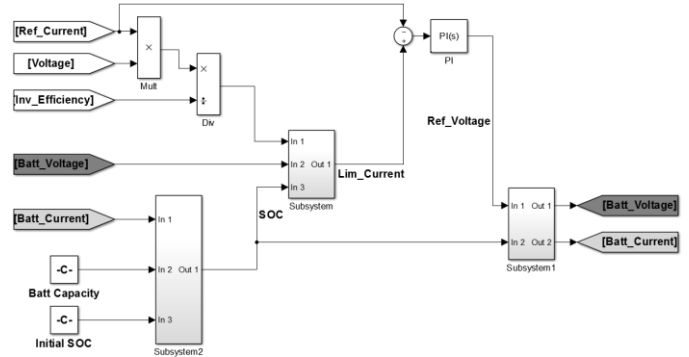 [Ref_Current]
[Voltage]
×
Mult
[Inv_Efficiency]
×
÷
Div
−
+
PI(s)
PI
Ref_Voltage
[Batt_Voltage]
In 1
In 2 Out 1
In 3
Subsystem
Lim_Current
SOC
[Batt_Current]
-C-
Batt Capacity
-C-
Initial SOC
In 1
In 2 Out 1
In 3
Subsystem2
In 1 Out 1
In 2 Out 2
Subsystem1
[Batt_Voltage]
[Batt_Current]